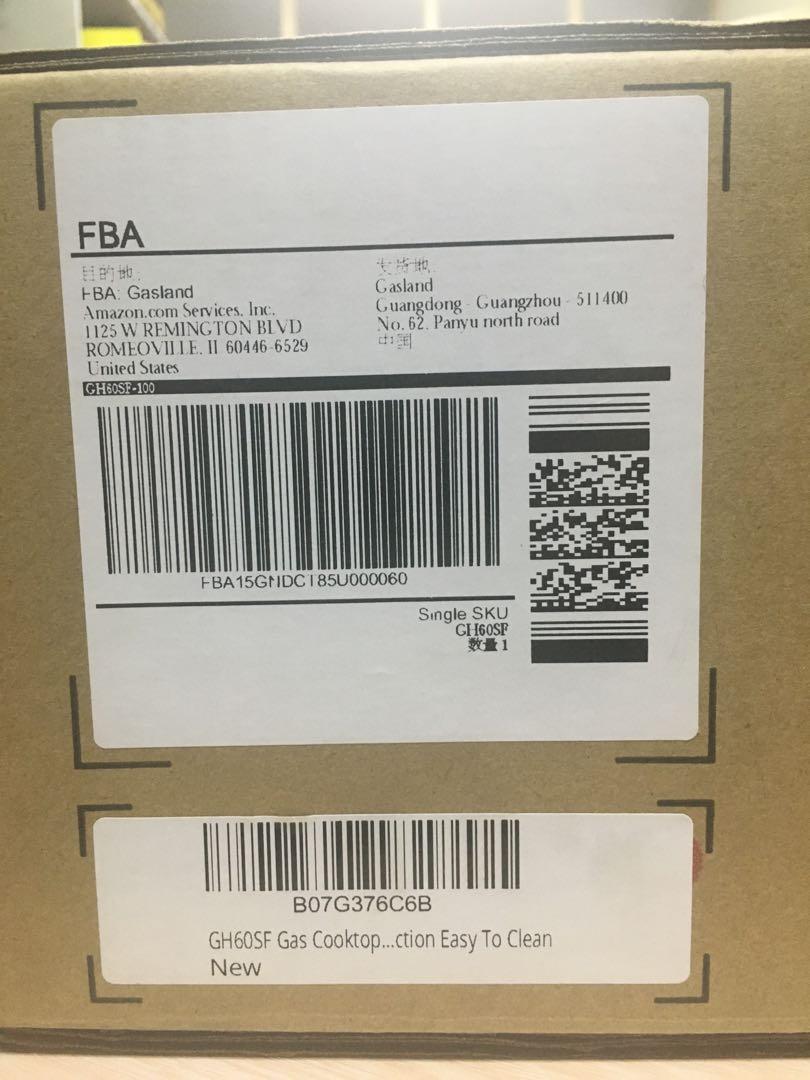 FBA
目的地:
FBA: Gasland
Amazon.com Services, Inc.
1125 W REMINGTON BLVD
ROMEOVILLE, Il 60446-6529
United States
发货地:
Gasland
Guangdong - Guangzhou - 511400
No. 62, Panyu north road
中国
GH60SF-100
FBA15GNDCT85U000060
Single SKU
GH60SF
数量 1
B07G376C6B
GH60SF Gas Cooktop...ction Easy To Clean
New